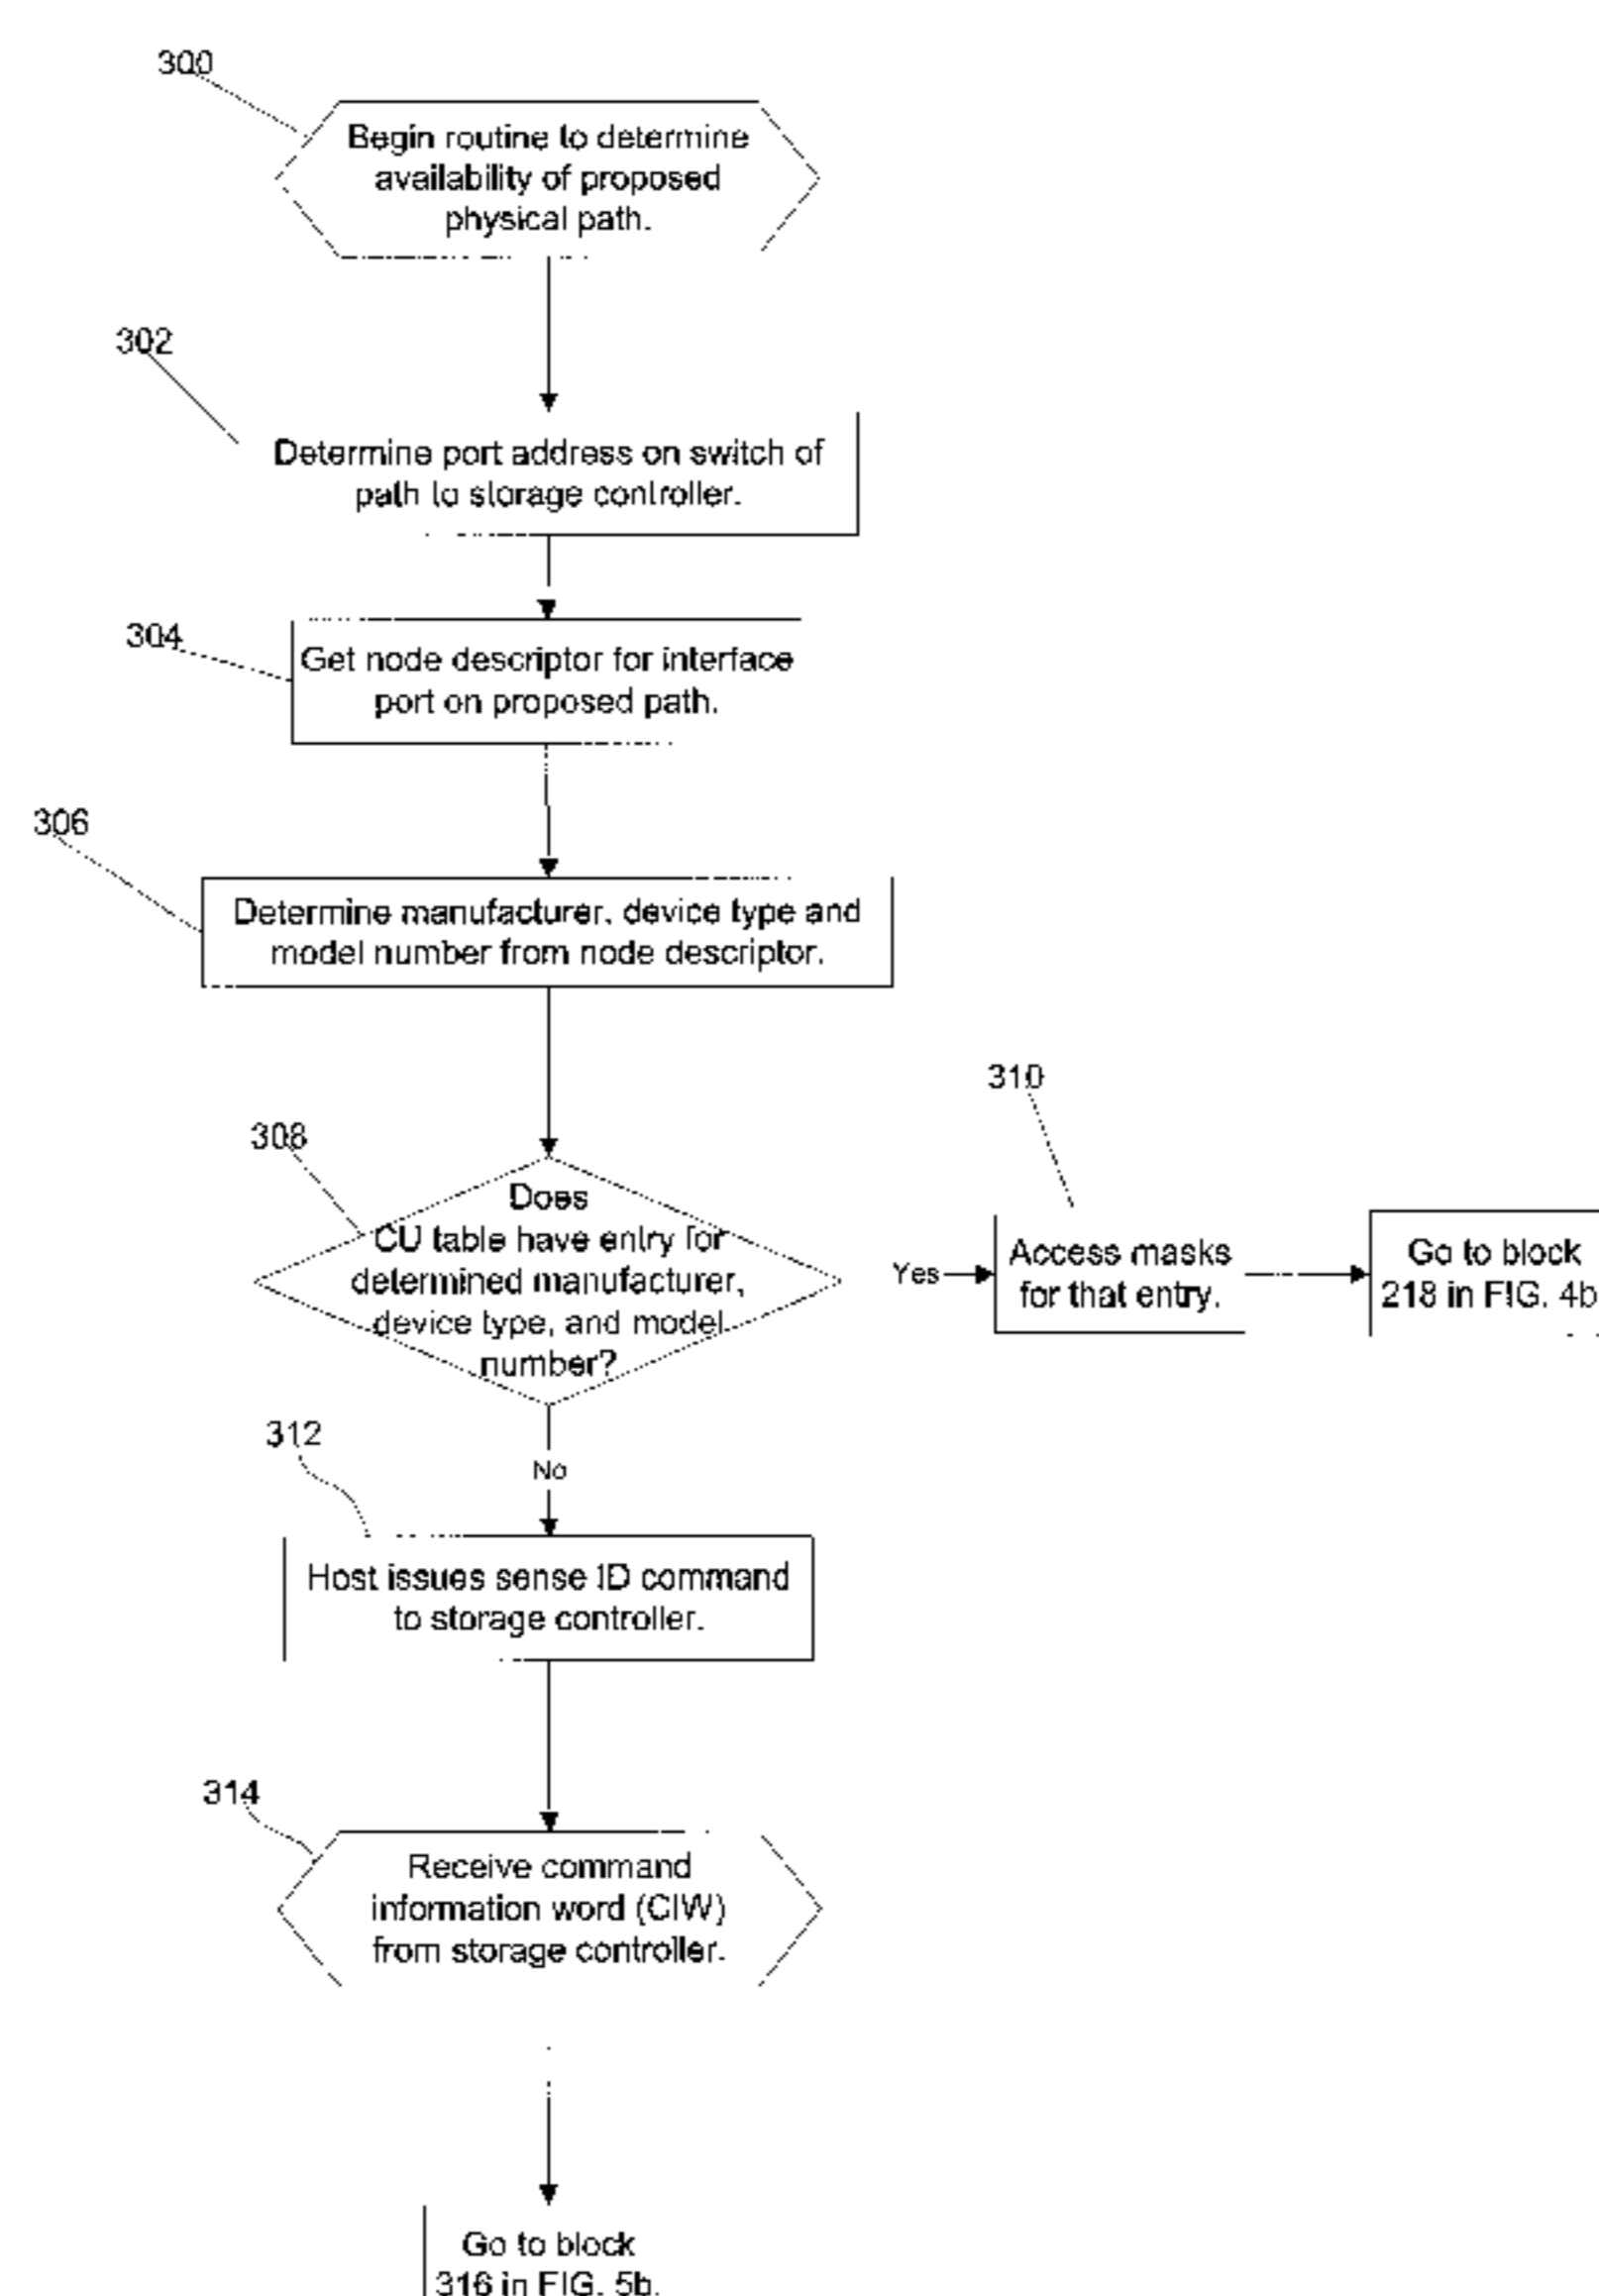 300
Begin routine to determine
availability of proposed
physical path.
302
Determine port address on switch of
path to storage controller.
304
Get node descriptor for interface
port on proposed path.
306
Determine manufacturer, device type and
model number from node descriptor.
308
Does
CU table have entry for
determined manufacturer,
device type, and model
number?
Yes
310
Access masks
for that entry.
Go to block
218 in FIG. 4b
No
312
Host issues sense ID command
to storage controller.
314
Receive command
information word (CIW)
from storage controller.
Go to block
316 in FIG. 5b.